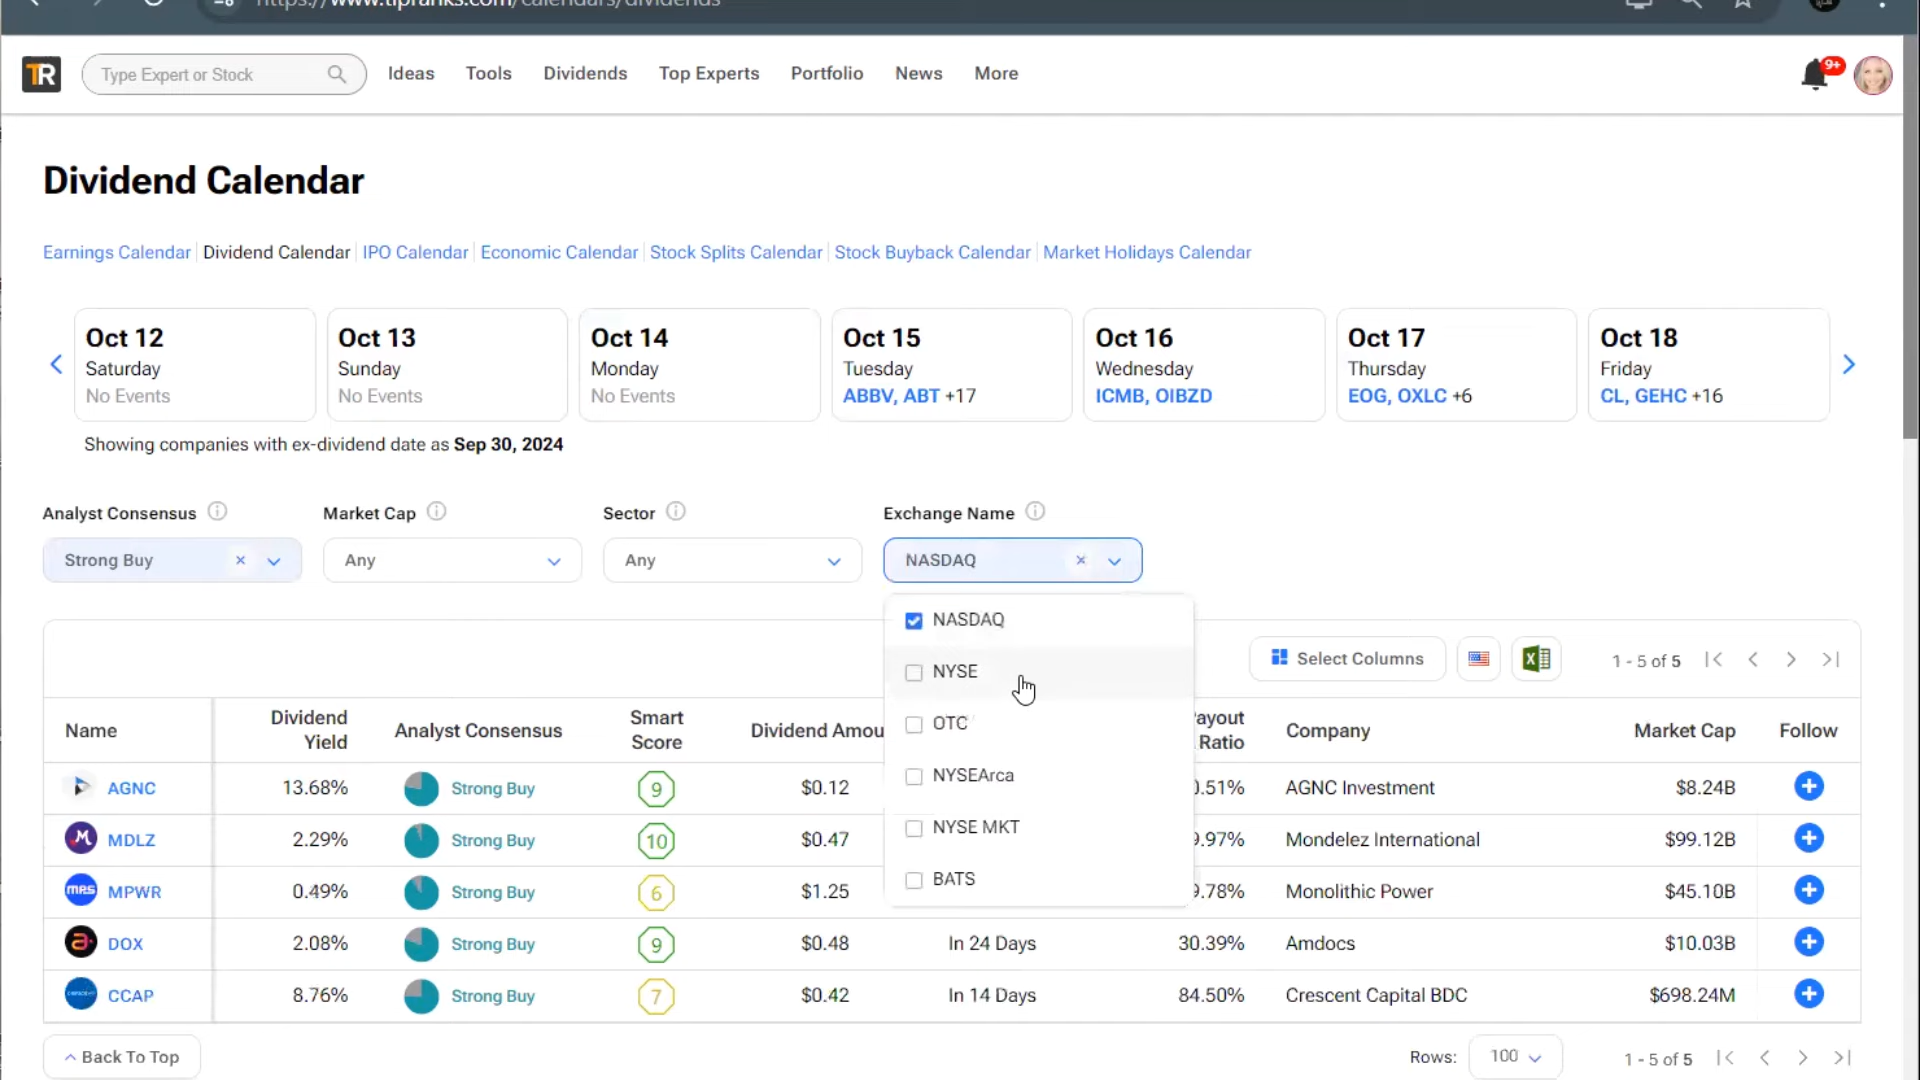 https://www.tipranks.com/calendars/dividends
TR
Type Expert or Stock
Ideas
Tools
Dividends
Top Experts
Portfolio
News
More
9+
Dividend Calendar
Earnings Calendar
Dividend Calendar
IPO Calendar
Economic Calendar
Stock Splits Calendar
Stock Buyback Calendar
Market Holidays Calendar
Oct 12
Saturday
No Events
Oct 13
Sunday
No Events
Oct 14
Monday
No Events
Oct 15
Tuesday
ABBV, ABT +17
Oct 16
Wednesday
ICMB, OIBZD
Oct 17
Thursday
EOG, OXLC +6
Oct 18
Friday
CL, GEHC +16
Showing companies with ex-dividend date as Sep 30, 2024
Analyst Consensus
Market Cap
Sector
Exchange Name
Strong Buy
Any
Any
NASDAQ
NASDAQ
NYSE
OTC
NYSEArca
NYSE MKT
BATS
Select Columns
1 - 5 of 5
Name
Dividend Yield
Analyst Consensus
Smart Score
Dividend Amou
ayout Ratio
Company
Market Cap
Follow
AGNC 13.68% Strong Buy 9 $0.12 .51% AGNC Investment $8.24B
MDLZ 2.29% Strong Buy 10 $0.47 .97% Mondelez International $99.12B
mps MPWR 0.49% Strong Buy 6 $1.25 .78% Monolithic Power $45.10B
DOX 2.08% Strong Buy 9 $0.48 In 24 Days 30.39% Amdocs $10.03B
CCAP 8.76% Strong Buy 7 $0.42 In 14 Days 84.50% Crescent Capital BDC $698.24M
Back To Top
Rows: 100
1 - 5 of 5